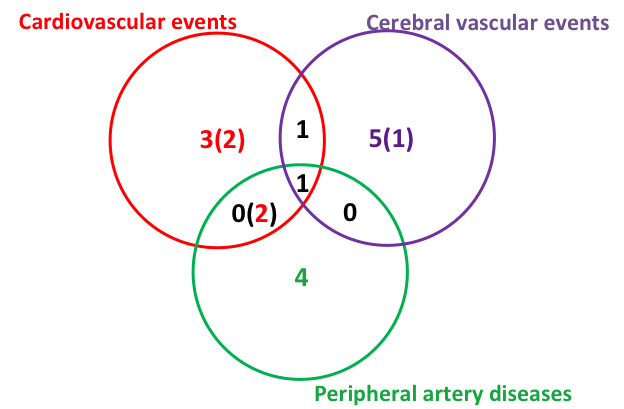 Cardiovascular events
Cerebral vascular events
3(2)
1
5(1)
1
0(2)
0
4
Peripheral artery diseases